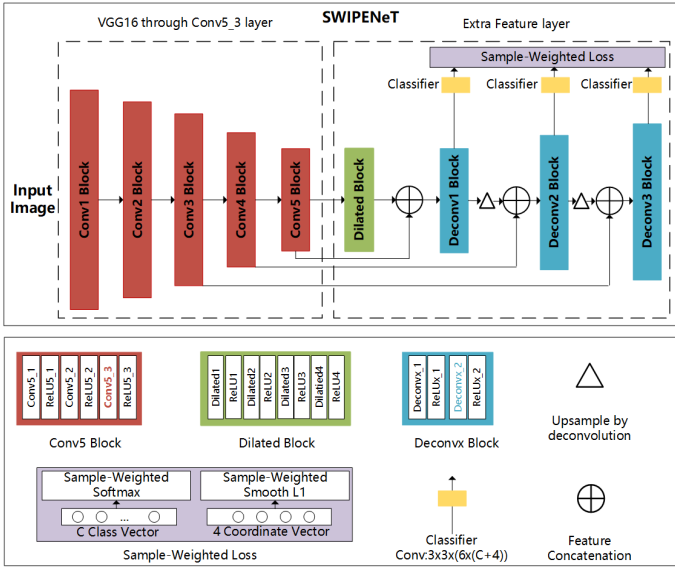 SWIPENeT
VGG16 through Conv5_3 layer
Extra Feature layer
Sample-Weighted Loss
Classifier
Classifier
Classifier
Input
Image
Conv1 Block
Conv2 Block
Conv3 Block
Conv4 Block
Conv5 Block
Dilated Block
Deconv1 Block
Deconv2 Block
Deconv3 Block
Conv5_1
ReLU5_1
Conv5_2
ReLU5_2
Conv5_3
ReLU5_3
Conv5 Block
Dilated1
ReLU1
Dilated2
ReLU2
Dilated3
ReLU3
Dilatied4
ReLU4
Dilated Block
Deconvx_1
ReLUx_1
Deconvx_2
ReLUx_2
Deconvx Block
Upsample by
deconvolution
Sample-Weighted
Softmax
...
C Class Vector
Sample-Weighted
Smooth L1
4 Coordinate Vector
Sample-Weighted Loss
Classifier
Conv:3x3x(6x(C+4))
Feature
Concatenation